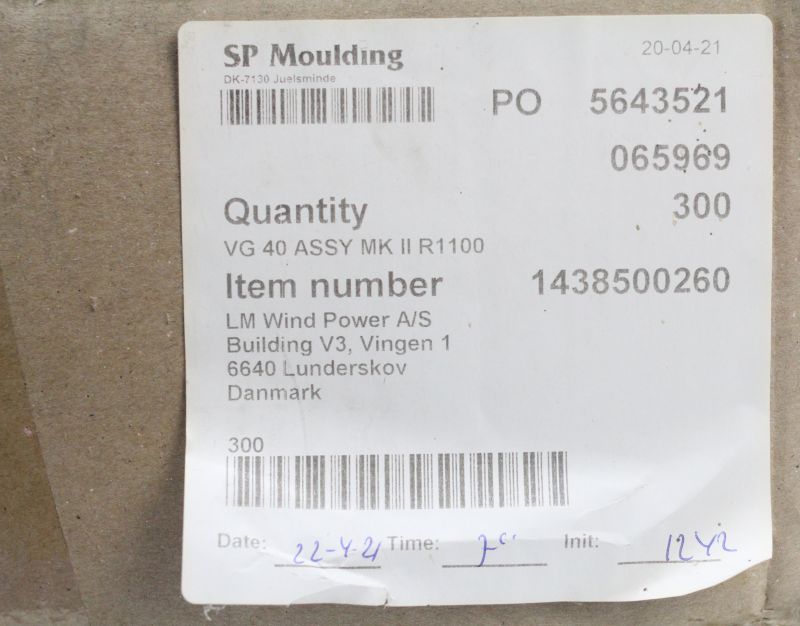 SP Moulding 20-04-21
DK-7130 Juelsminde
PO 5643521
065969
Quantity 300
VG 40 ASSY MK II R1100
Item number 1438500260
LM Wind Power A/S
Building V3, Vingen 1
6640 Lunderskov
Danmark
300
Date: 22-4-21 Time: Init: 1242